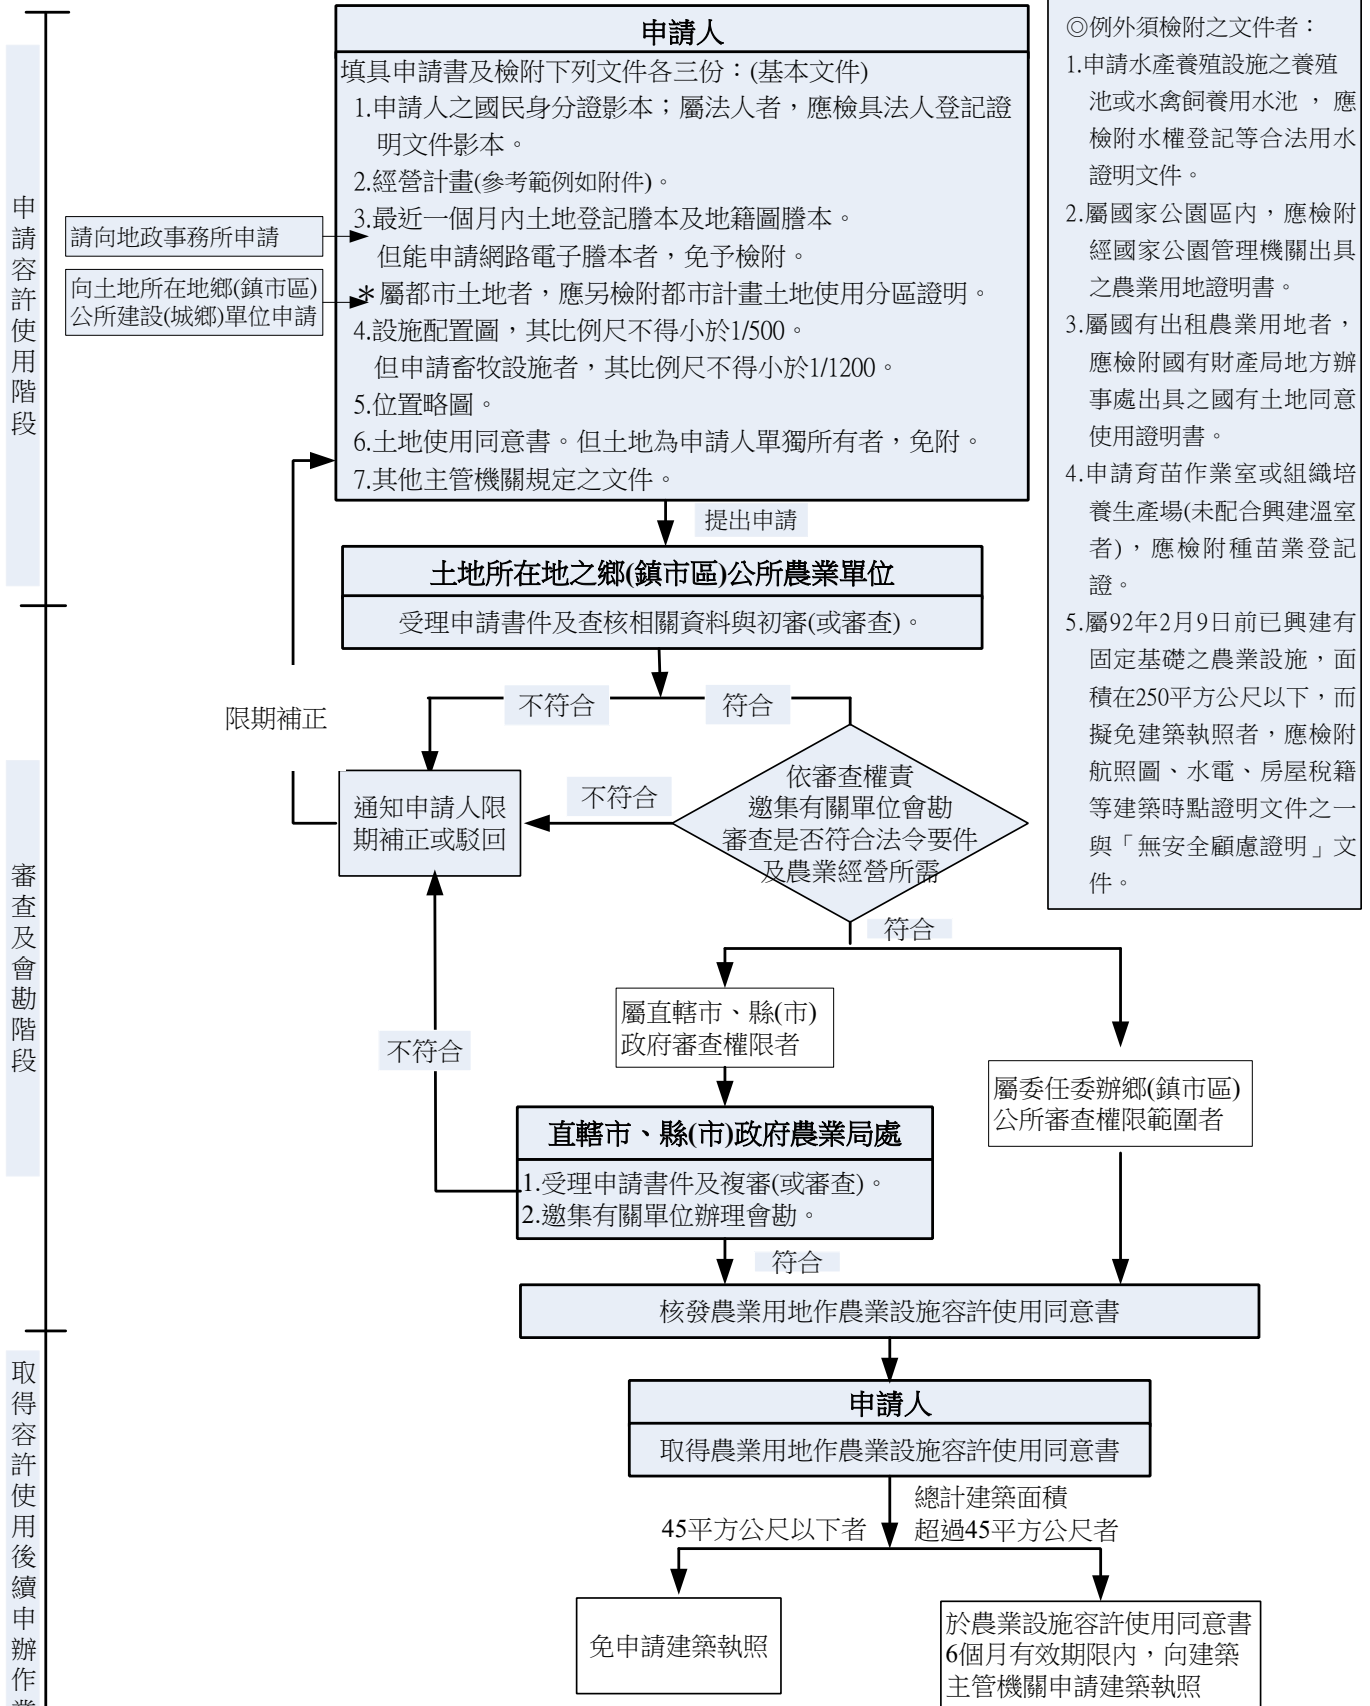 申請容許使用階段
申請人
填具申請書及檢附下列文件各三份：(基本文件)
1.申請人之國民身分證影本；屬法人者，應檢具法人登記證
明文件影本。
2.經營計畫(參考範例如附件)。
3.最近一個月內土地登記謄本及地籍圖謄本。
但能申請網路電子謄本者，免予檢附。
＊屬都市土地者，應另檢附都市計畫土地使用分區證明。
4.設施配置圖，其比例尺不得小於1/500。
但申請畜牧設施者，其比例尺不得小於1/1200。
5.位置略圖。
6.土地使用同意書。但土地為申請人單獨所有者，免附。
7.其他主管機關規定之文件。
請向地政事務所申請
向土地所在地鄉(鎮市區)
公所建設(城鄉)單位申請
◎例外須檢附之文件者：
1.申請水產養殖設施之養殖
池或水禽飼養用水池 ， 應
檢附水權登記等合法用水
證明文件。
2.屬國家公園區內，應檢附
經國家公園管理機關出具
之農業用地證明書。
3.屬國有出租農業用地者，
應檢附國有財產局地方辦
事處出具之國有土地同意
使用證明書。
4.申請育苗作業室或組織培
養生產場(未配合興建溫室
者)，應檢附種苗業登記
證。
5.屬92年2月9日前已興建有
固定基礎之農業設施，面
積在250平方公尺以下，而
擬免建築執照者，應檢附
航照圖、水電、房屋稅籍
等建築時點證明文件之一
與「無安全顧慮證明」文
件。
提出申請
土地所在地之鄉(鎮市區)公所農業單位
受理申請書件及查核相關資料與初審(或審查)。
審查及會勘階段
不符合
符合
限期補正
通知申請人限
期補正或駁回
不符合
依審查權責
邀集有關單位會勘
審查是否符合法令要件
及農業經營所需
符合
不符合
屬直轄市、縣(市)
政府審查權限者
屬委任委辦鄉(鎮市區)
公所審查權限範圍者
直轄市、縣(市)政府農業局處
1.受理申請書件及複審(或審查)。
2.邀集有關單位辦理會勘。
符合
核發農業用地作農業設施容許使用同意書
取得容許使用後續申辦作業
申請人
取得農業用地作農業設施容許使用同意書
總計建築面積
45平方公尺以下者
超過45平方公尺者
免申請建築執照
於農業設施容許使用同意書
6個月有效期限內，向建築
主管機關申請建築執照